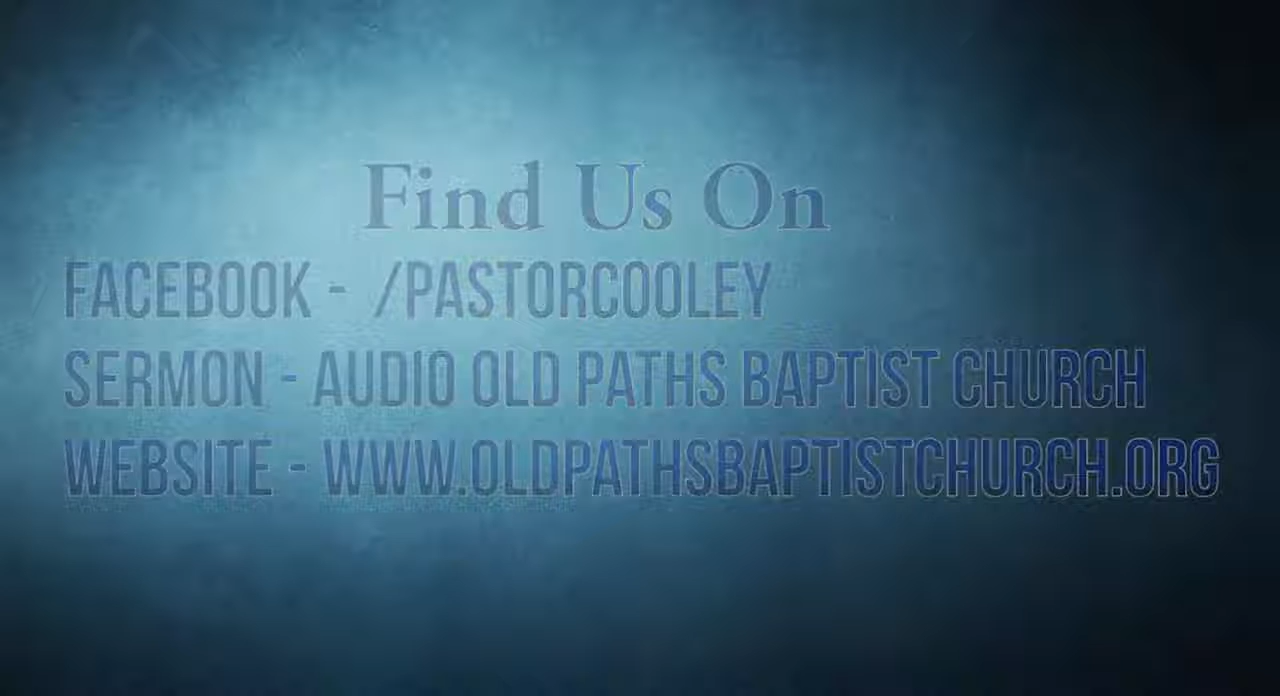 Find Us On
FACEBOOK - /PASTORCOOLEY
SERMON - AUDIO OLD PATHS BAPTIST CHURCH
WEBSITE - WWW.OLDPATHSBAPTISTCHURCH.ORG